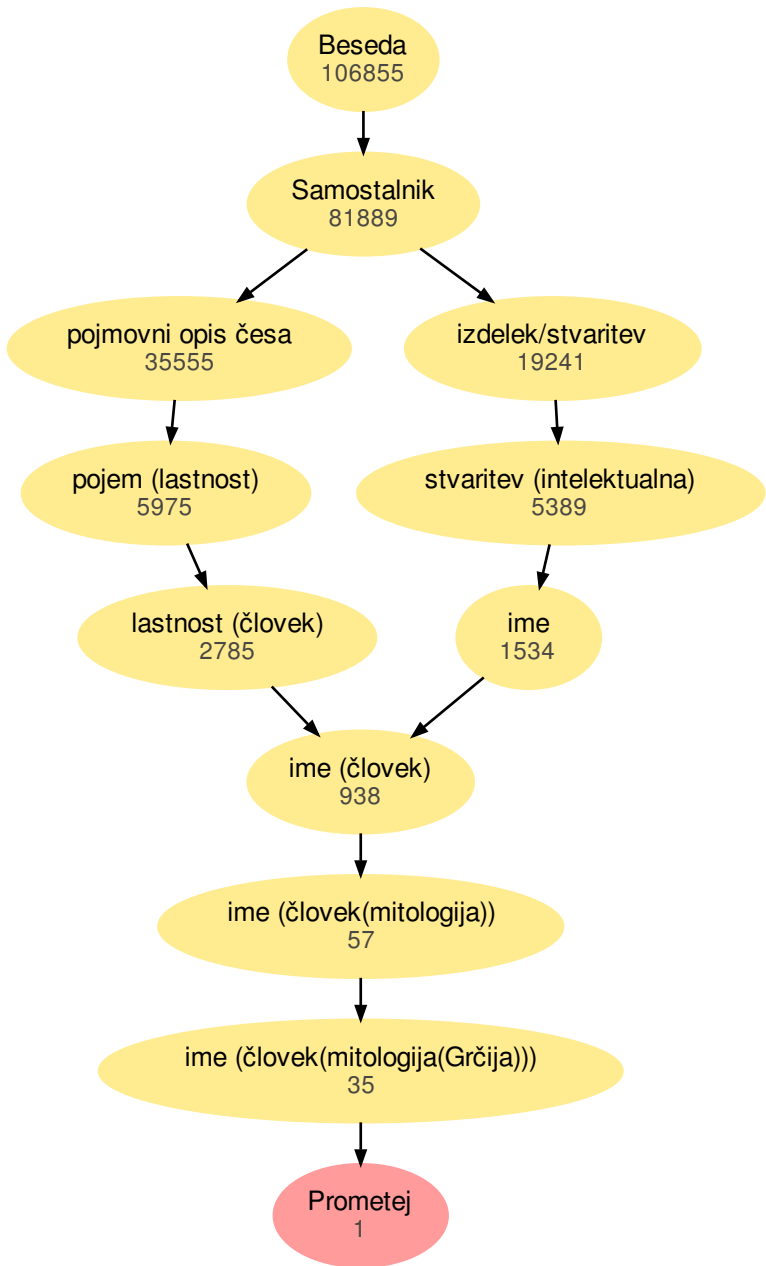 Beseda
106855
Samostalnik
81889
pojmovni opis česa
35555
izdelek/stvaritev
19241
pojem (lastnost)
5975
stvaritev (intelektualna)
5389
lastnost (človek)
2785
ime
1534
ime (človek)
938
ime (človek(mitologija))
57
ime (človek(mitologija(Grčija)))
35
Prometej
1